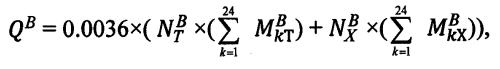 Q^B = 0.0036×( N_T^B ×(∑_{k=1}^{24} M_{kT}^B) + N_X^B ×(∑_{k=1}^{24} M_{kX}^B)),